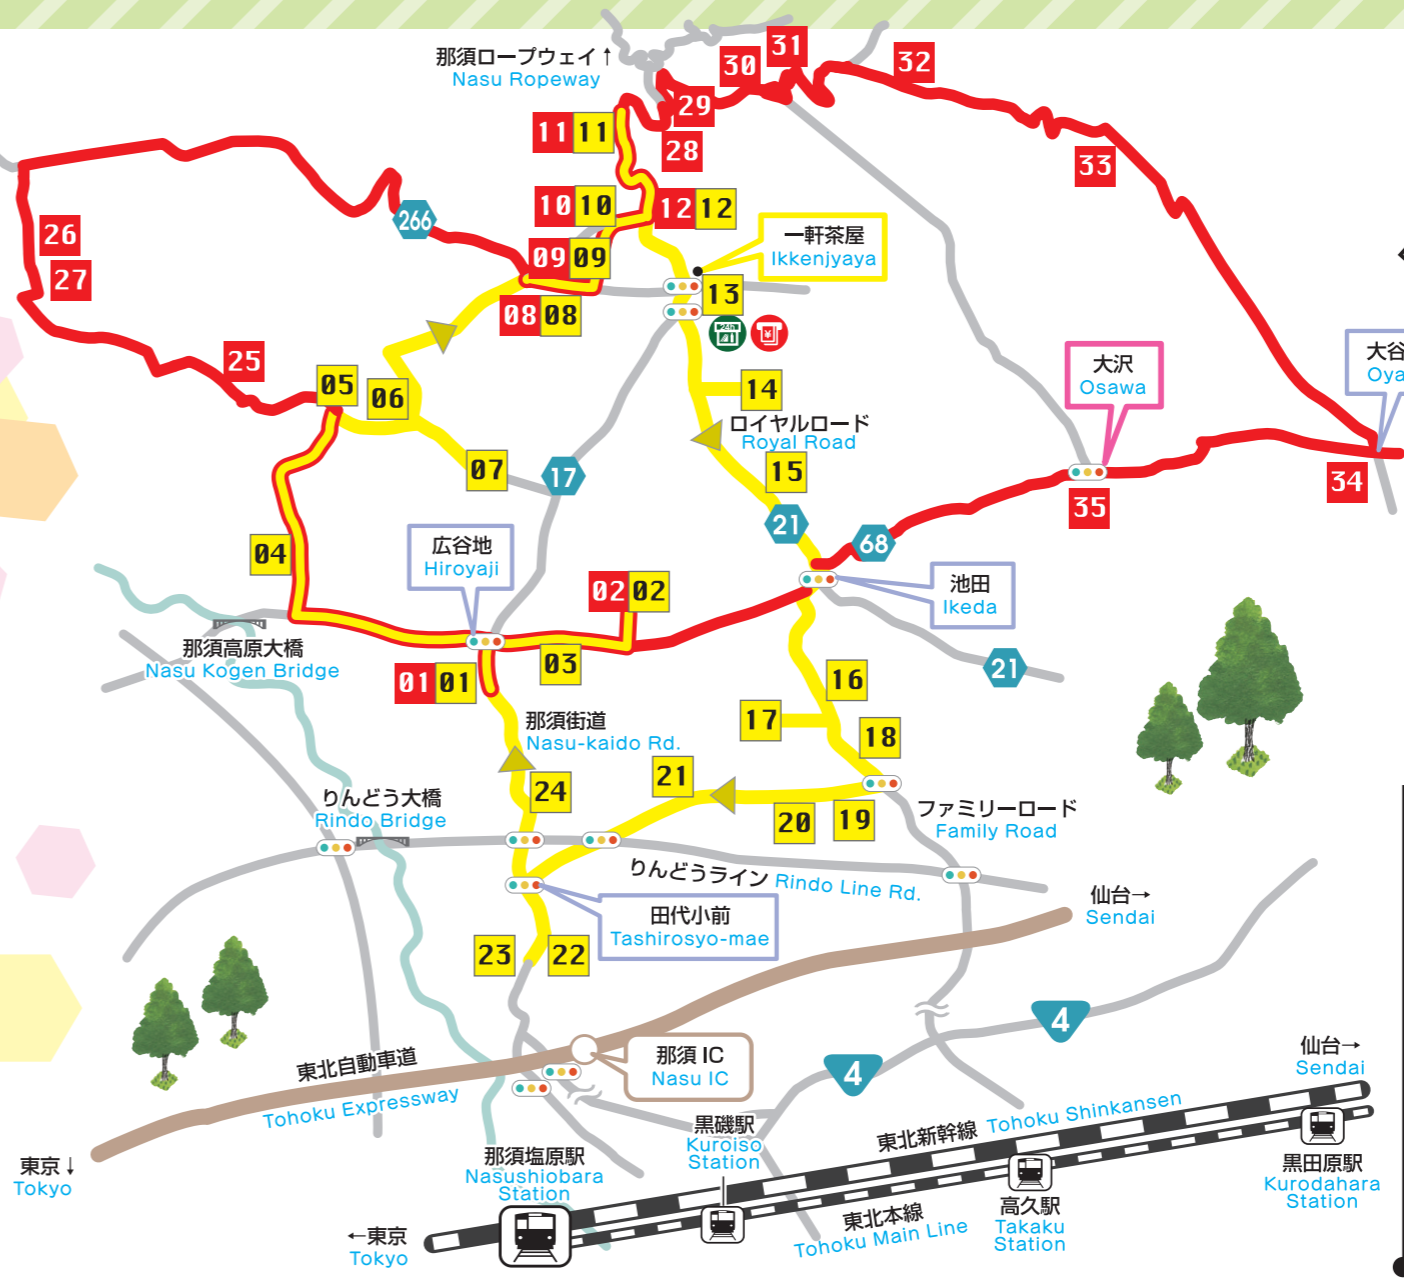 那須ロープウェイ↑
Nasu Ropeway
31
30
32
29
11 11
28
33
10 10
12 12
266
26
一軒茶屋
Ikkenjyaya
09 09
27
13
08 08
24h
¥
25
05
06
大沢
Osawa
大谷
Oya
14
ロイヤルロード
Royal Road
07
17
15
34
35
21
68
04
広谷地
Hiroyaji
02 02
池田
Ikeda
那須高原大橋
Nasu Kogen Bridge
03
21
01 01
16
那須街道
Nasu-kaido Rd.
17
18
21
24
りんどう大橋
Rindo Bridge
20
19
ファミリーロード
Family Road
りんどうライン Rindo Line Rd.
仙台→
Sendai
田代小前
Tashirosyo-mae
23
22
4
4
那須 IC
Nasu IC
東北自動車道
Tohoku Expressway
仙台→
Sendai
東京↓
Tokyo
那須塩原駅
Nasushiobara
Station
黒磯駅
Kuroiso
Station
東北新幹線 Tohoku Shinkansen
黒田原駅
Kurodahara
Station
高久駅
Takaku
Station
東北本線
Tohoku Main Line
←東京
Tokyo